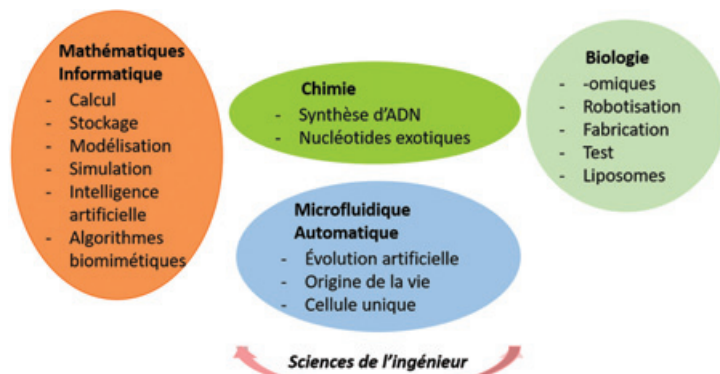 Mathématiques
Informatique
- Calcul
- Stockage
- Modélisation
- Simulation
- Intelligence
artificielle
- Algorithmes
biomimétiques
Chimie
- Synthèse d'ADN
- Nucléotides exotiques
Microfluidique
Automatique
- Évolution artificielle
- Origine de la vie
- Cellule unique
Biologie
- -omiques
- Robotisation
- Fabrication
- Test
- Liposomes
Sciences de l'ingénieur